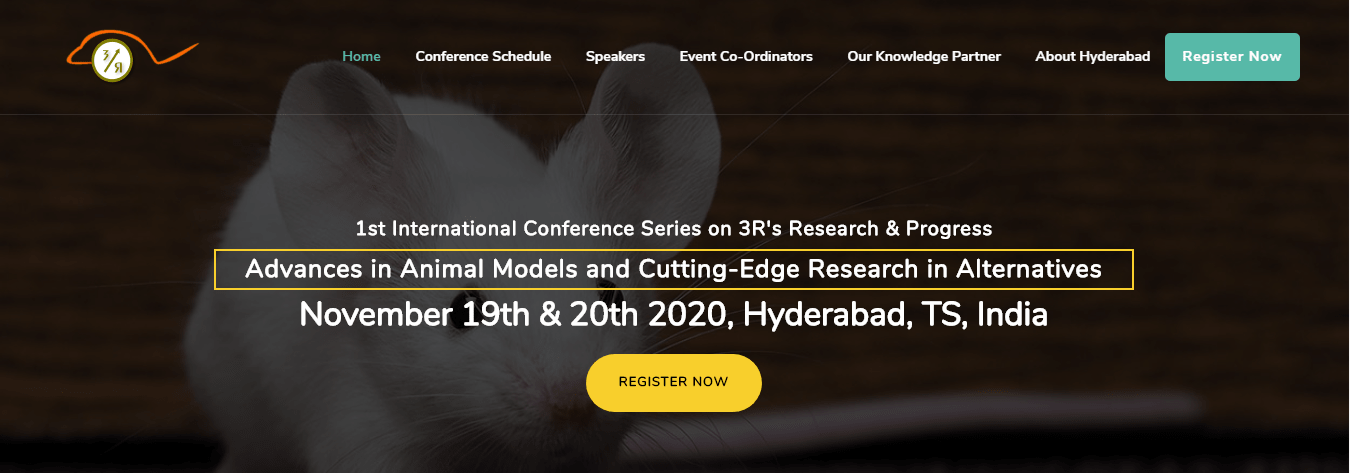 3
R
Home Conference Schedule Speakers Event Co-Ordinators Our Knowledge Partner About Hyderabad Register Now
1st International Conference Series on 3R's Research & Progress
Advances in Animal Models and Cutting-Edge Research in Alternatives
November 19th & 20th 2020, Hyderabad, TS, India
REGISTER NOW